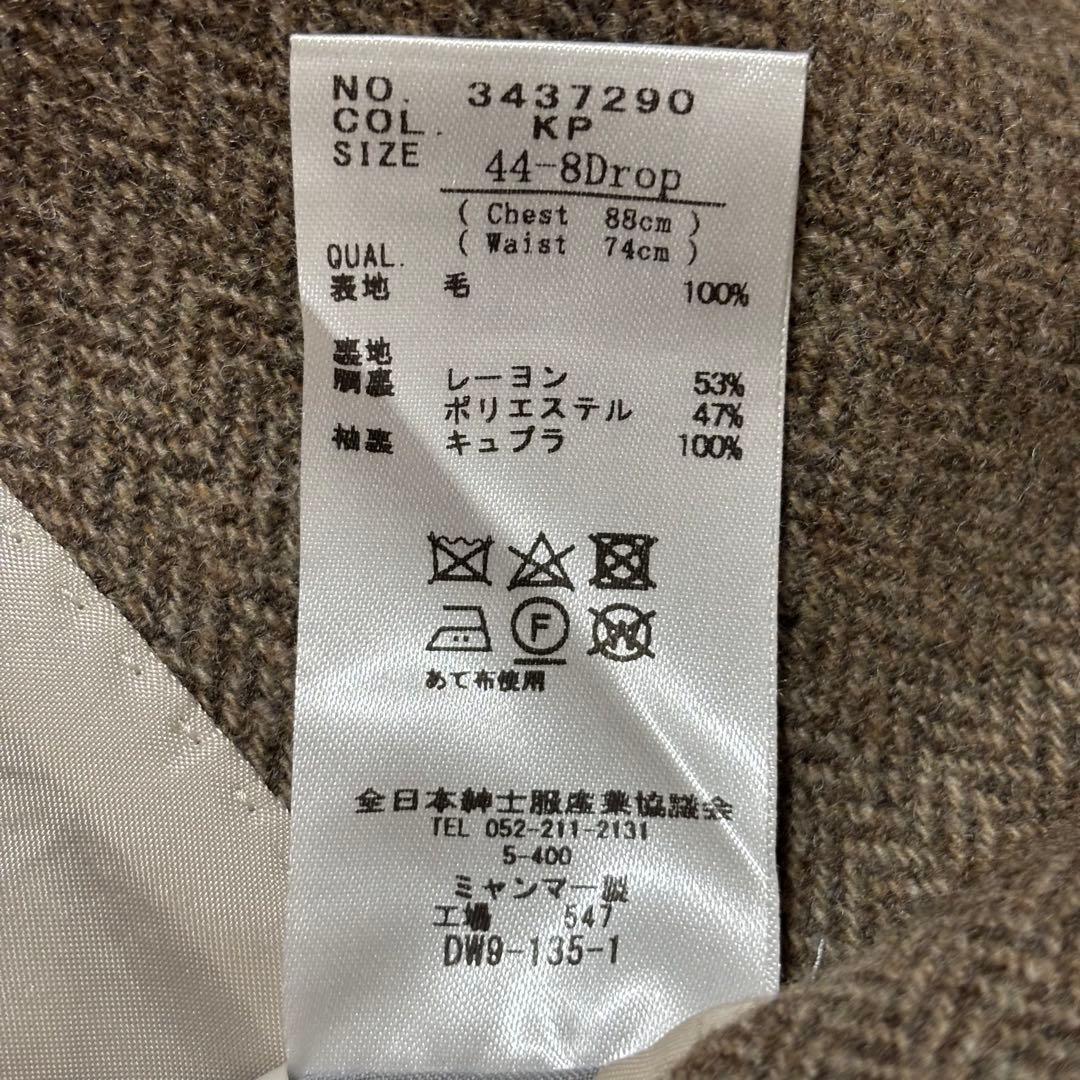 NO. 3437290
COL. KP
SIZE 44-8Drop
( Chest 88cm )
( Waist 74cm )
QUAL.
表地 毛 100%
裏地
胴裏 レーヨン 53%
ポリエステル 47%
袖裏 キュプラ 100%
F
W
あて布使用
全日本紳士服産業協議会
TEL 052-211-2131
5-400
ミャンマー製
工場 547
DW9-135-1